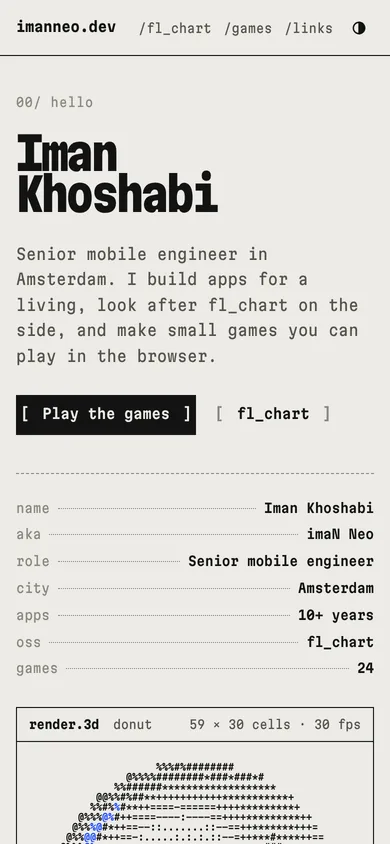 imanneo.dev /fl_chart /games /links
00/ hello
Iman
Khoshabi
Senior mobile engineer in
Amsterdam. I build apps for a
living, look after fl_chart on the
side, and make small games you can
play in the browser.
[ Play the games ] [ fl_chart ]
name Iman Khoshabi
aka imaN Neo
role Senior mobile engineer
city Amsterdam
apps 10+ years
oss fl_chart
games 24
render.3d donut 59 × 30 cells · 30 fps